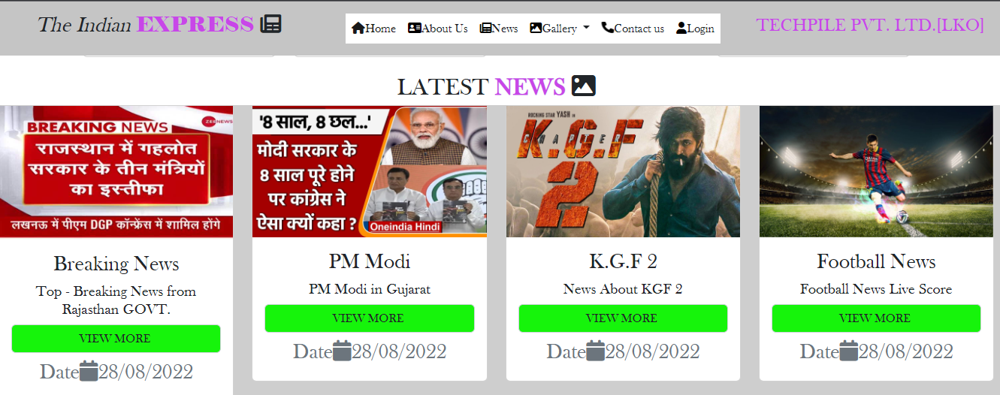 The Indian EXPRESS
Home About Us News Gallery Contact us Login
TECHPILE PVT. LTD.[LKO]
LATEST NEWS
BREAKING NEWS
ZEE NEWS
राजस्थान में गहलोत
सरकार के तीन मंत्रियों
का इस्तीफा
लखनऊ में पीएम DGP कॉन्फ्रेंस में शामिल होंगे
Breaking News
Top - Breaking News from
Rajasthan GOVT.
VIEW MORE
Date28/08/2022
'8 साल, 8 छल...'
मोदी सरकार के
8 साल पूरे होने
पर कांग्रेस ने
ऐसा क्यों कहा ?
Oneindia Hindi
PM Modi
PM Modi in Gujarat
VIEW MORE
Date28/08/2022
ROCKING STAR YASH IN
K.G.F
CHAPTER
2
K.G.F 2
News About KGF 2
VIEW MORE
Date28/08/2022
Football News
Football News Live Score
VIEW MORE
Date28/08/2022